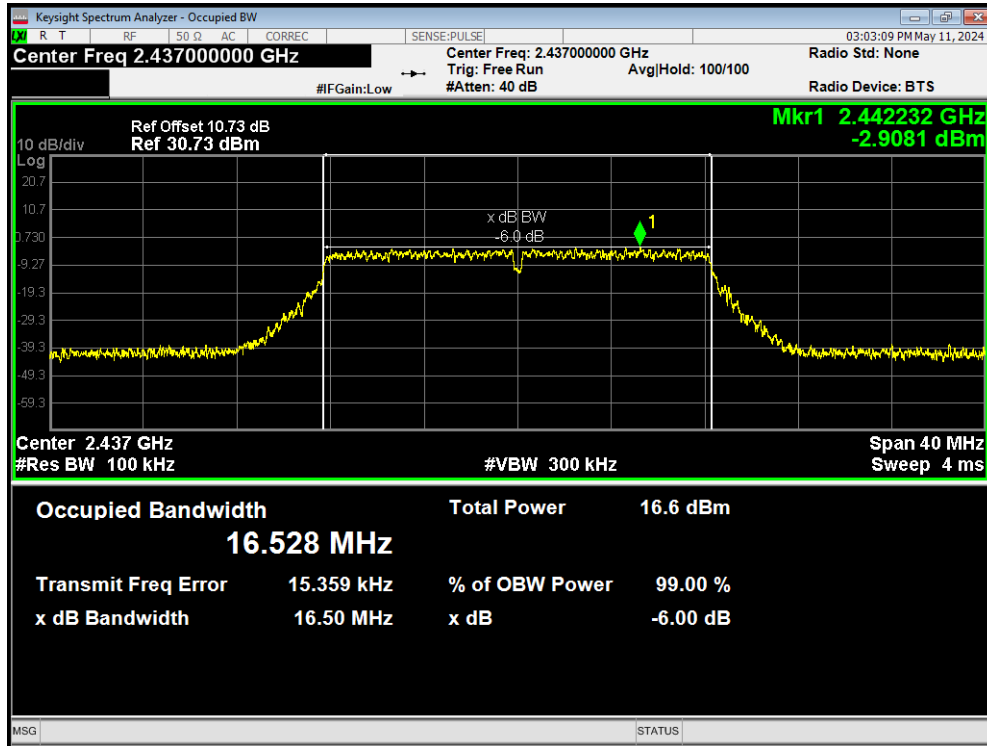 Keysight Spectrum Analyzer - Occupied BW
LXI R T RF 50 Ω AC CORREC SENSE:PULSE 03:03:09 PM May 11, 2024
Center Freq 2.437000000 GHz
Center Freq: 2.437000000 GHz
Radio Std: None
Trig: Free Run Avg|Hold: 100/100
#IFGain:Low #Atten: 40 dB Radio Device: BTS
Mkr1 2.442232 GHz
-2.9081 dBm
Ref Offset 10.73 dB
10 dB/div Ref 30.73 dBm
Log
20.7
10.7
0.730
-9.27
-19.3
-29.3
-39.3
-49.3
-59.3
x dB BW
-6.0 dB
1
Center 2.437 GHz Span 40 MHz
#Res BW 100 kHz #VBW 300 kHz Sweep 4 ms
Occupied Bandwidth Total Power 16.6 dBm
16.528 MHz
Transmit Freq Error 15.359 kHz % of OBW Power 99.00 %
x dB Bandwidth 16.50 MHz x dB -6.00 dB
MSG STATUS